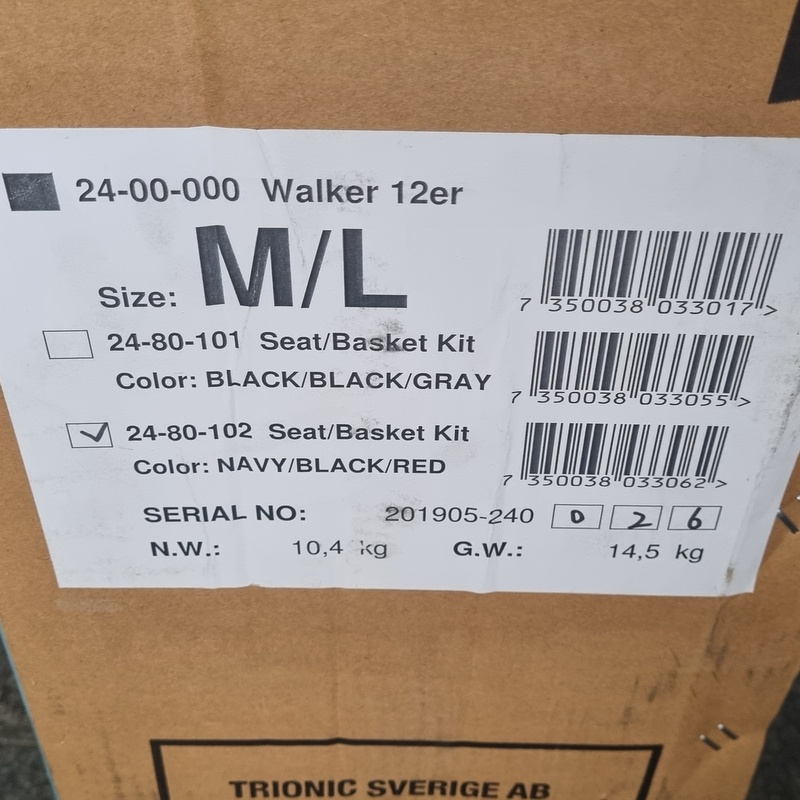 24-00-000 Walker 12er
Size: M/L
7 350038 033017 >
24-80-101 Seat/Basket Kit
Color: BLACK/BLACK/GRAY
7 350038 033055 >
24-80-102 Seat/Basket Kit
Color: NAVY/BLACK/RED
7 350038 033062 >
SERIAL NO: 201905-240 0 2 6
N.W.: 10,4 kg G.W.: 14,5 kg
TRIONIC SVERIGE AB